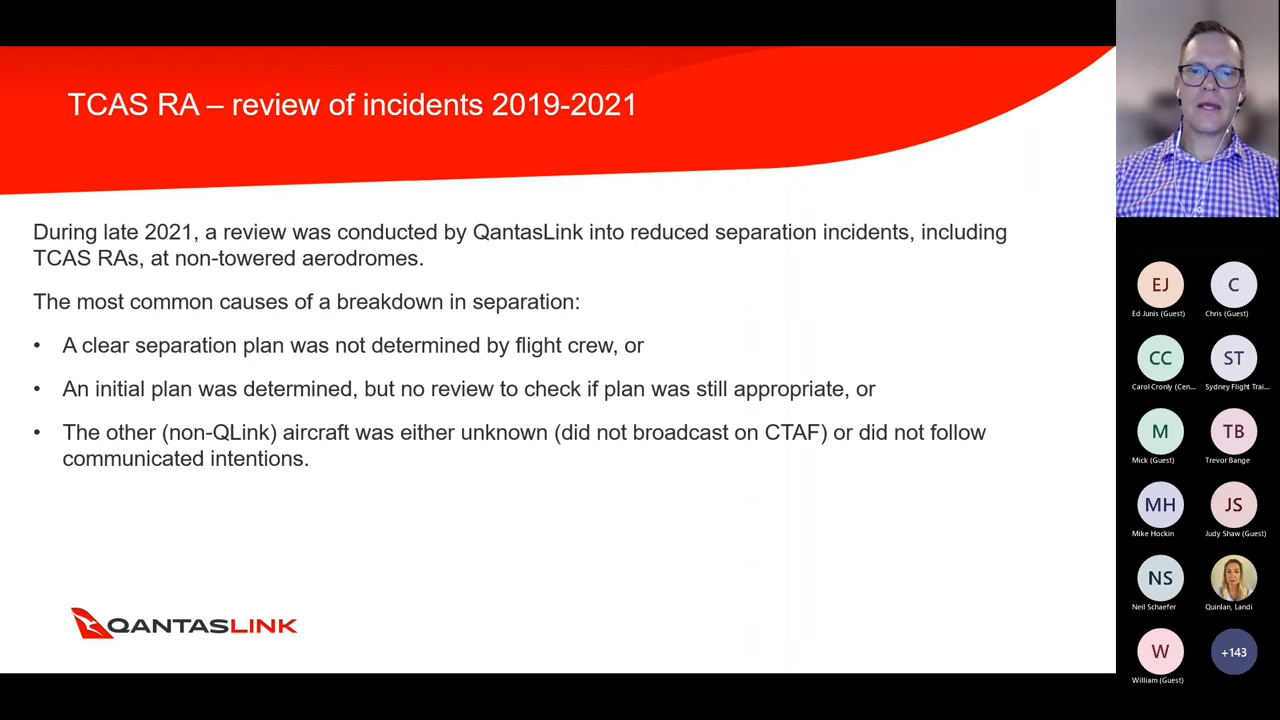 TCAS RA – review of incidents 2019-2021
During late 2021, a review was conducted by QantasLink into reduced separation incidents, including
TCAS RAs, at non-towered aerodromes.
The most common causes of a breakdown in separation:
• A clear separation plan was not determined by flight crew, or
• An initial plan was determined, but no review to check if plan was still appropriate, or
• The other (non-QLink) aircraft was either unknown (did not broadcast on CTAF) or did not follow
communicated intentions.
QANTASLINK
EJ
Ed Junis (Guest)
C
Chris (Guest)
CC
Carol Cronly (Cen...
ST
Sydney Flight Trai...
M
Mick (Guest)
TB
Trevor Bange
MH
Mike Hockin
JS
Judy Shaw (Guest)
NS
Neil Schaefer
Quinlan, Landi
W
William (Guest)
+143